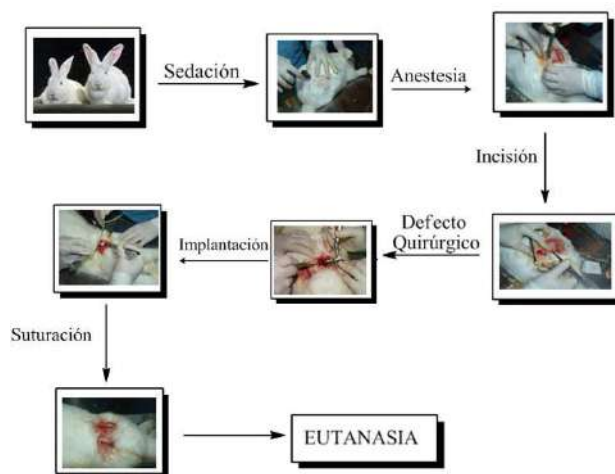 Sedación
Anestesia
Incisión
Defecto
Quirúrgico
Implantación
Suturación
EUTANASIA